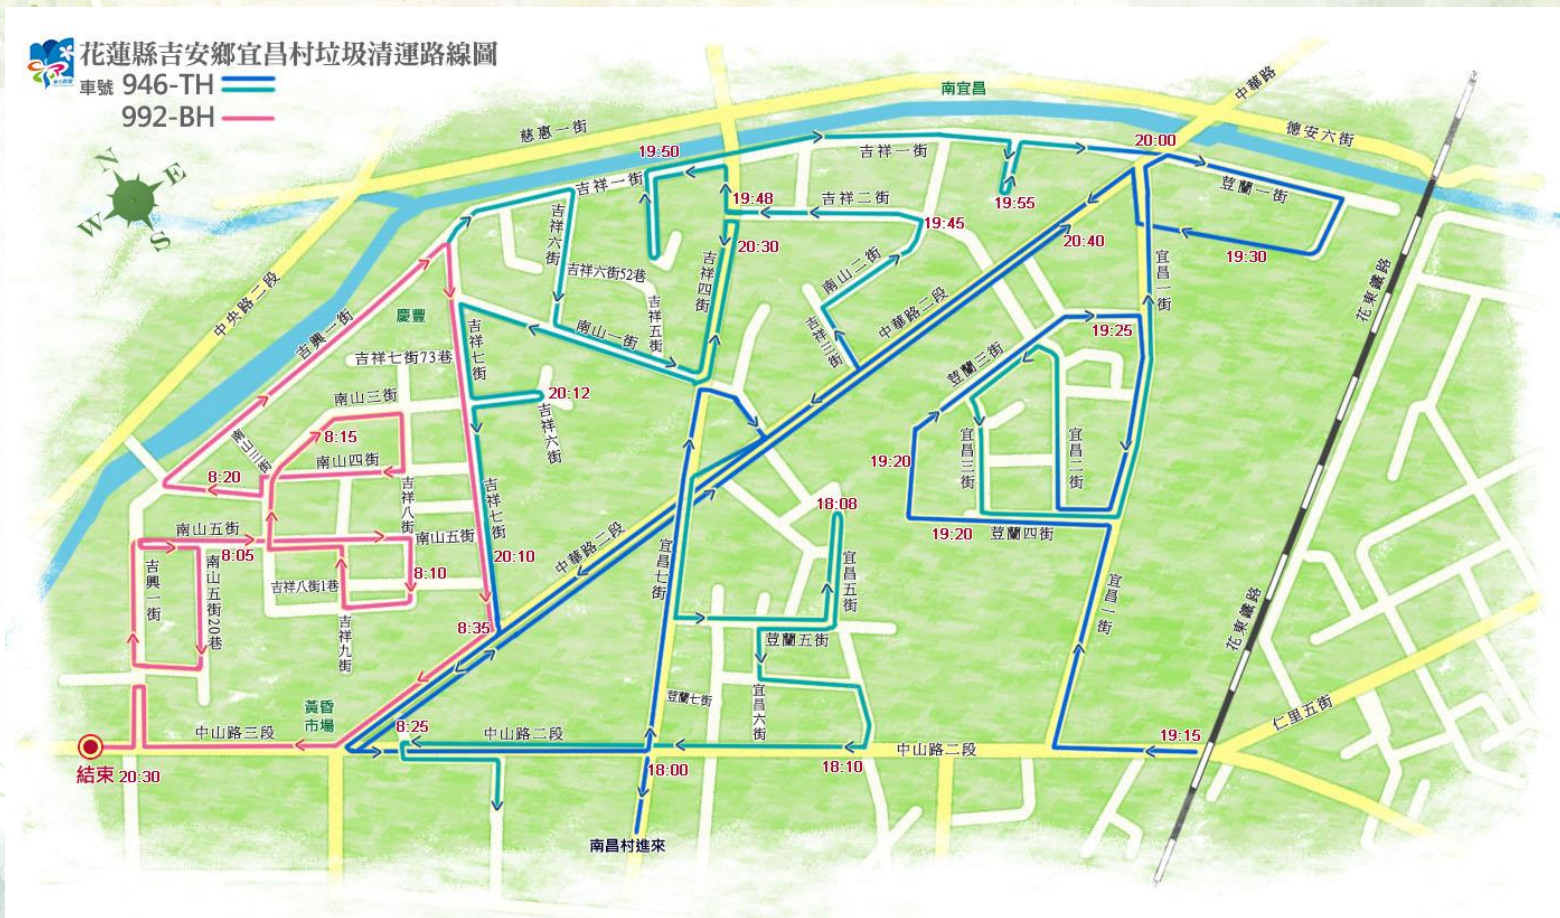 花蓮縣吉安鄉宜昌村垃圾清運路線圖
車號 946-TH
992-BH
N
E
W
S
慈惠一街
南宜昌
中華路
德安六街
19:50
吉祥一街
20:00
吉祥一街
荳蘭一街
吉祥六街
19:48
吉祥二街
19:55
19:45
20:30
20:40
宜昌一街
19:30
吉祥六街52巷
吉祥四街
南山二街
中央路二段
慶豐
吉興一街
吉祥七街
南山一街
吉祥五街
吉祥三街
中華路二段
19:25
花東鐵路
吉祥七街73巷
荳蘭三街
南山三街
20:12
吉祥六街
8:15
南山三街
南山四街
8:20
19:20
宜昌三街
宜昌二街
吉祥八街
吉祥七街
18:08
南山五街
8:05
南山五街
19:20
荳蘭四街
20:10
中華路二段
宜昌七街
宜昌五街
8:10
吉興一街
南山五街20巷
吉祥八街1巷
宜昌一街
吉祥九街
8:35
荳蘭五街
花東鐵路
荳蘭七街
宜昌六街
仁里五街
黃昏
市場
8:25
中山路三段
中山路二段
19:15
中山路二段
結束 20:30
18:00
18:10
南昌村進來